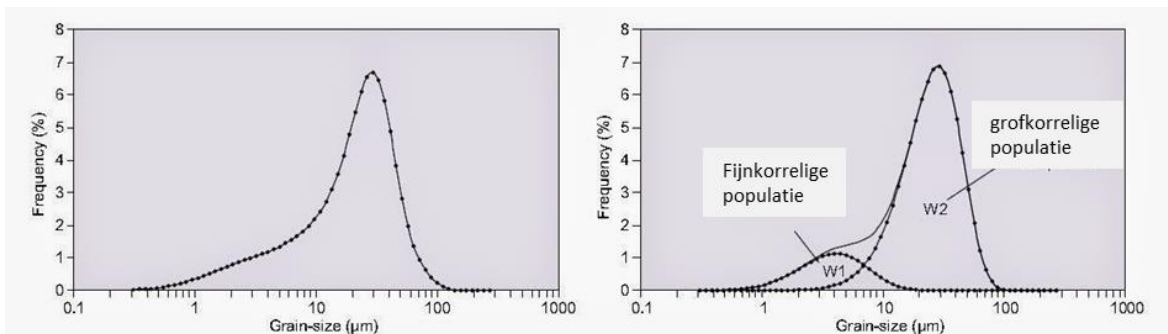 8
7
6
5
4
3
2
1
0
Frequency (%)
0.1 1 10 100 1000
Grain-size (μm)
8
7
6
5
4
3
2
1
0
Frequency (%)
Fijnkorrelige
populatie
grofkorrelige
populatie
W1
W2
0.1 1 10 100 1000
Grain-size (μm)